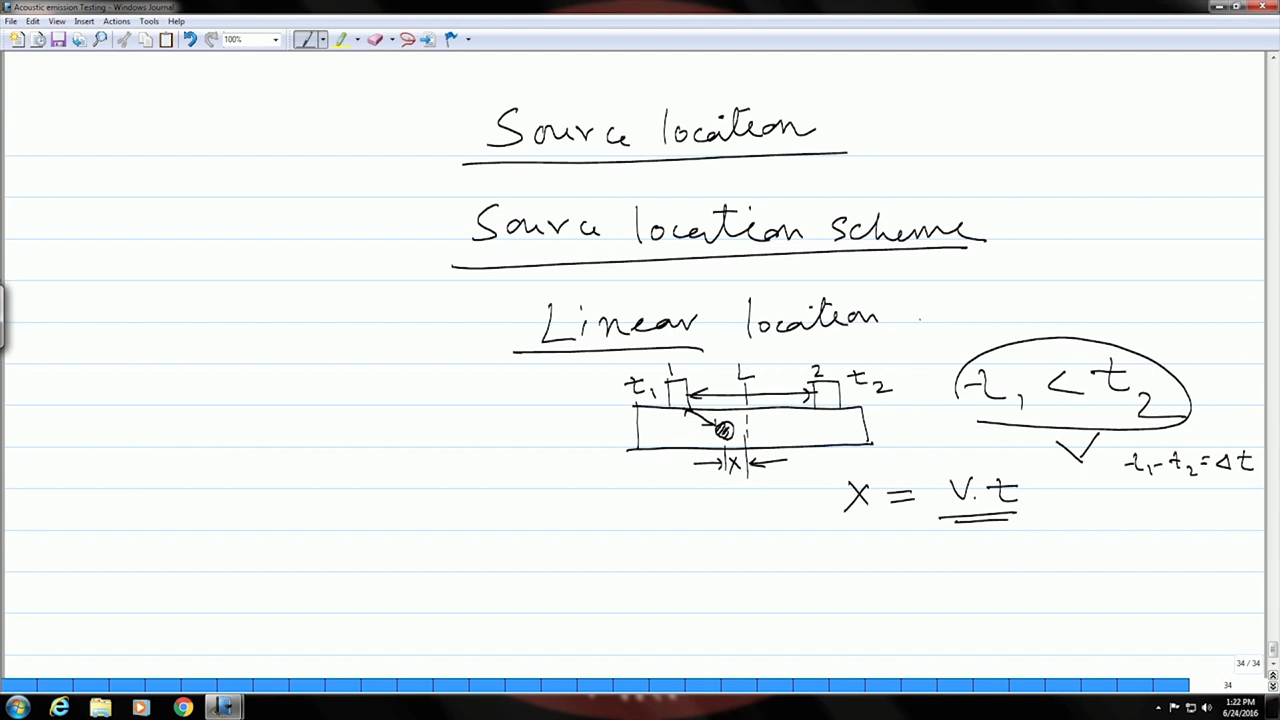 Acoustic emission Testing - Windows Journal
File Edit View Insert Actions Tools Help
100%
Source location
Source location scheme
Linear location
t1 1 L 2 t2
t1 < t2
x
t1-t2=Δt
x = v.t
34 / 34
34
1:22 PM
6/24/2016